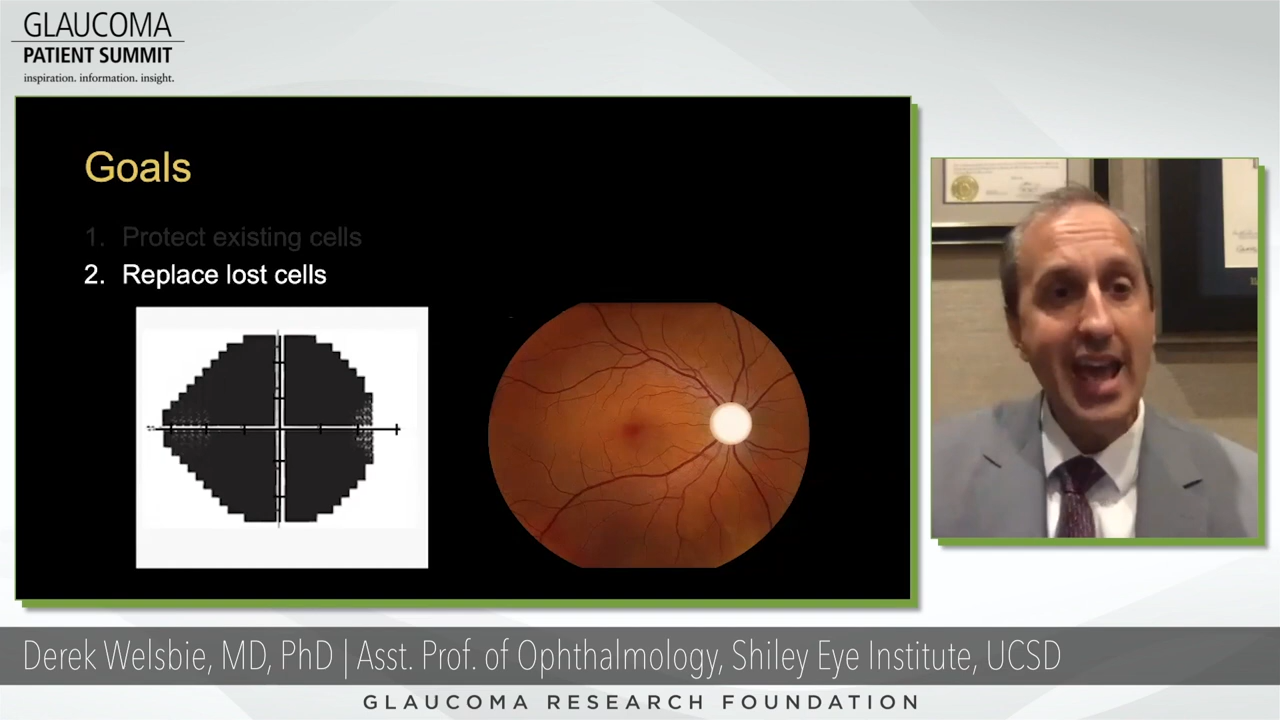 GLAUCOMA
PATIENT SUMMIT
inspiration. information. insight.
Goals
1. Protect existing cells
2. Replace lost cells
Derek Welsbie, MD, PhD | Asst. Prof. of Ophthalmology, Shiley Eye Institute, UCSD
GLAUCOMA RESEARCH FOUNDATION